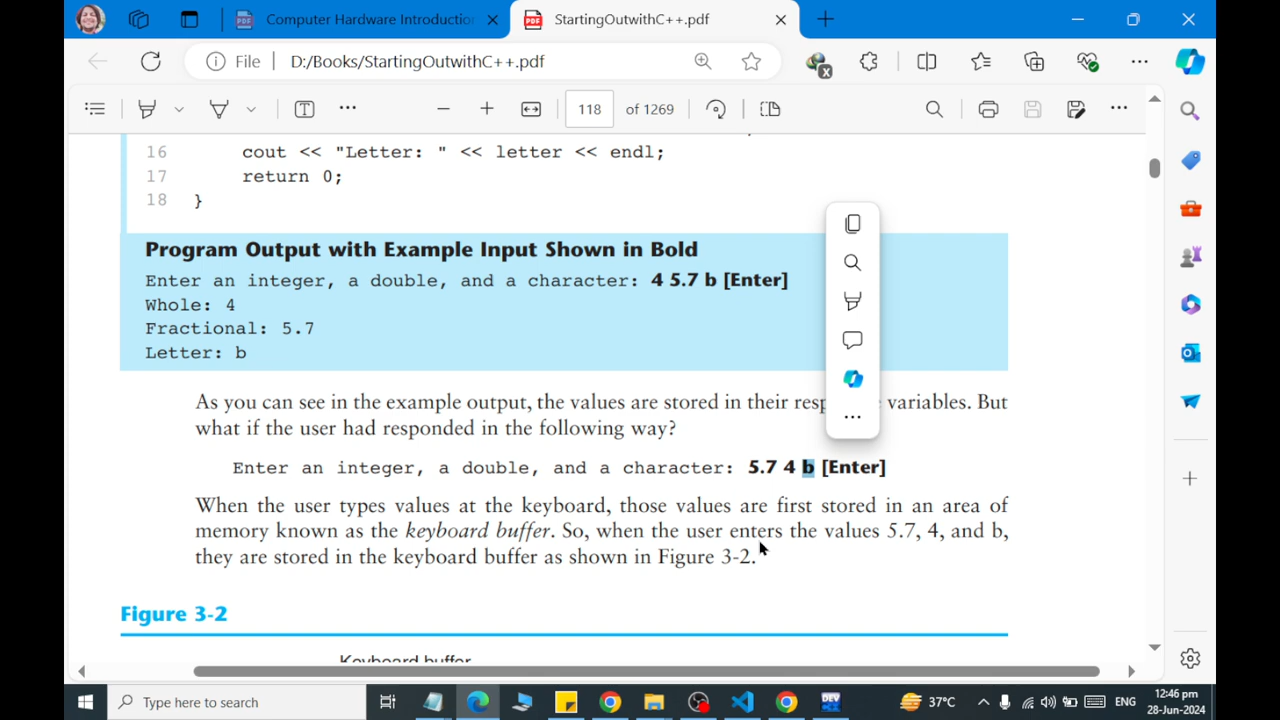 Computer Hardware Introduction
StartingOutwithC++.pdf
File
D:/Books/StartingOutwithC++.pdf
118 of 1269
16 cout << "Letter: " << letter << endl;
17 return 0;
18 }
Program Output with Example Input Shown in Bold
Enter an integer, a double, and a character: 4 5.7 b [Enter]
Whole: 4
Fractional: 5.7
Letter: b
As you can see in the example output, the values are stored in their resp variables. But
what if the user had responded in the following way?
Enter an integer, a double, and a character: 5.7 4 b [Enter]
When the user types values at the keyboard, those values are first stored in an area of
memory known as the keyboard buffer. So, when the user enters the values 5.7, 4, and b,
they are stored in the keyboard buffer as shown in Figure 3-2.
Figure 3-2
Keyboard buffer
Type here to search
DEV
37°C
ENG
12:46 pm
28-Jun-2024